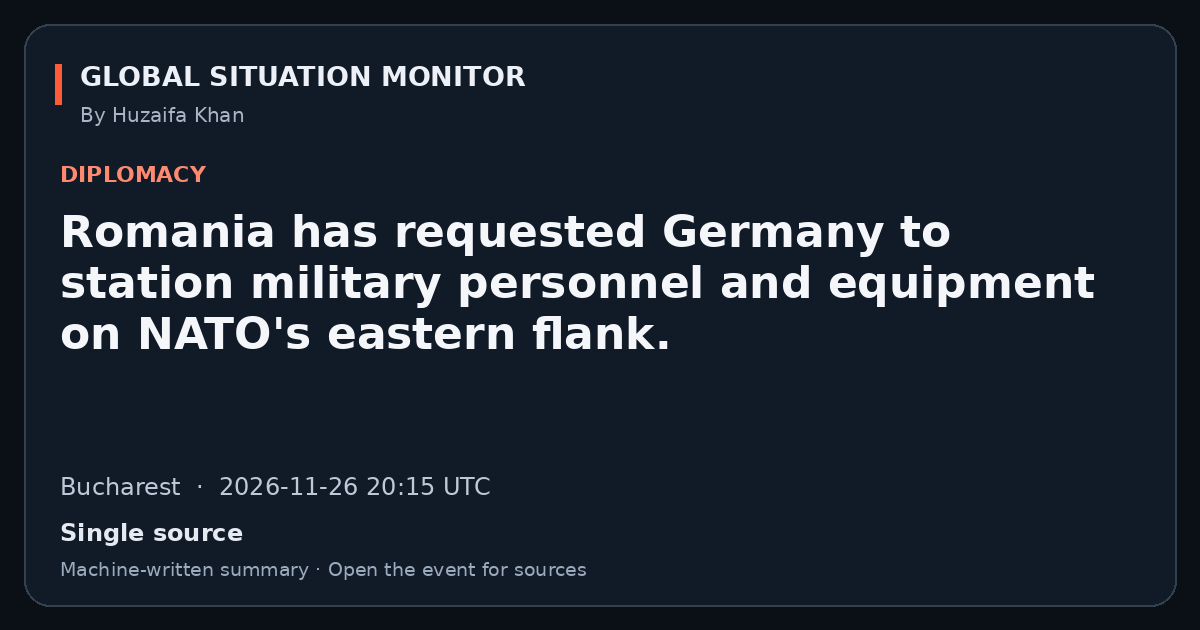 GLOBAL SITUATION MONITOR
By Huzaifa Khan
DIPLOMACY
Romania has requested Germany to
station military personnel and equipment
on NATO's eastern flank.
Bucharest · 2026-11-26 20:15 UTC
Single source
Machine-written summary · Open the event for sources